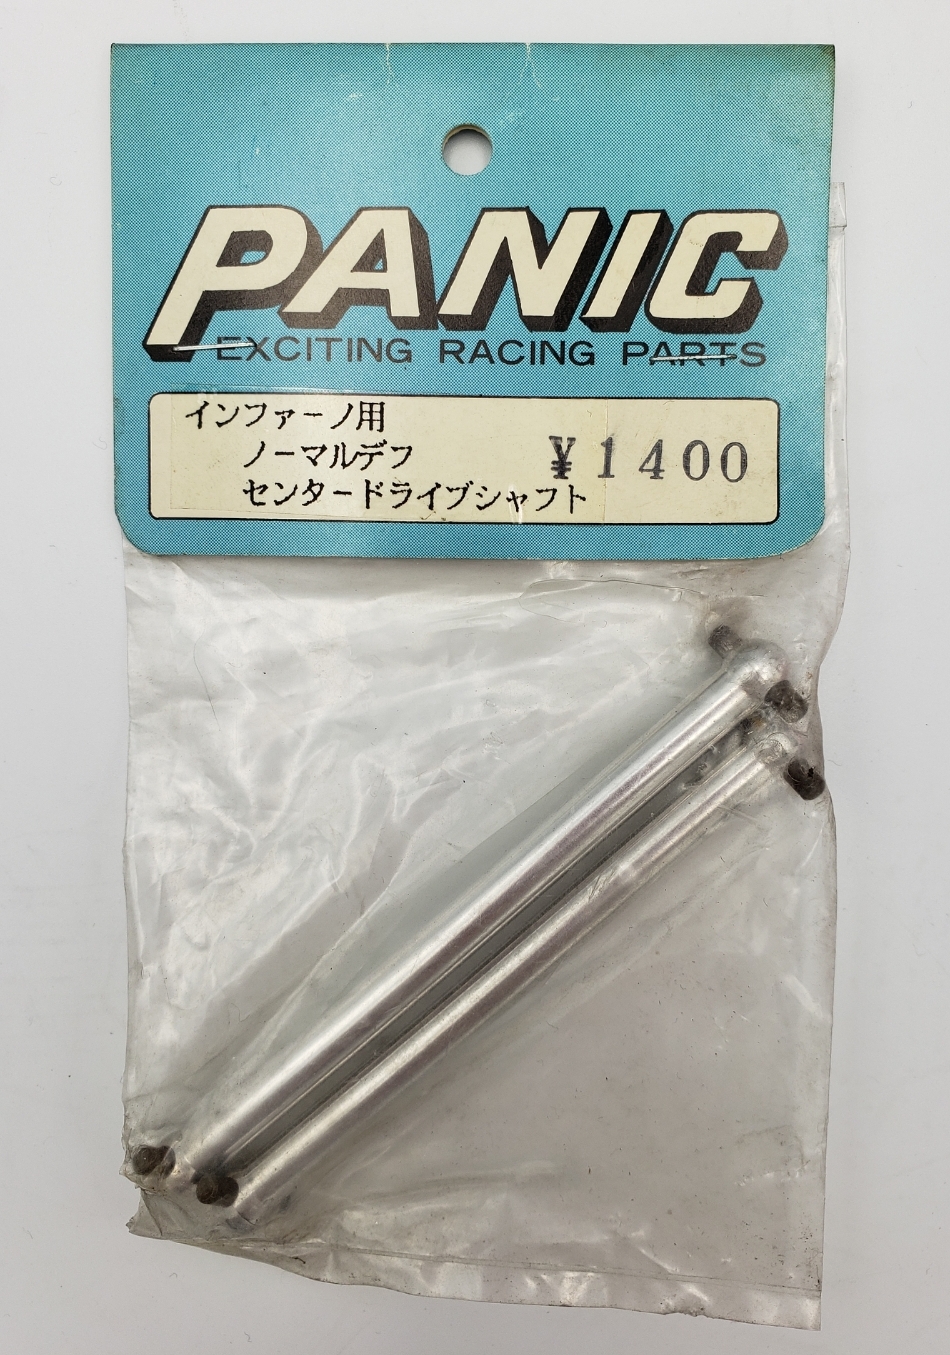 PANIC
EXCITING RACING PARTS
インファーノ用
ノーマルデフ
センタードライブシャフト
¥1400